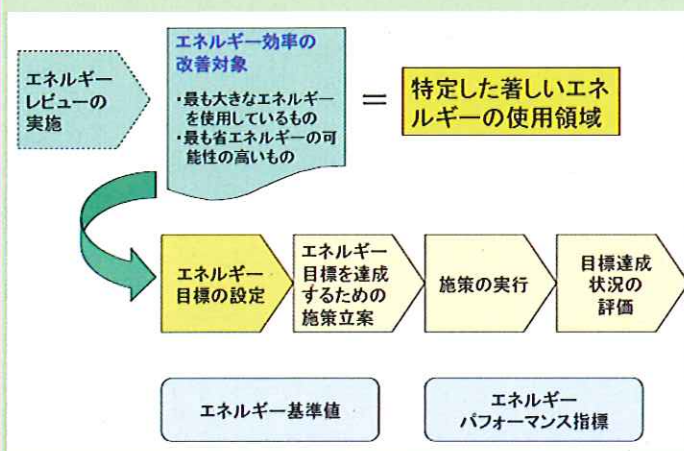 エネルギー
レビューの
実施
エネルギー効率の
改善対象
・最も大きなエネルギー
を使用しているもの
・最も省エネルギーの可
能性の高いもの
=
特定した著しいエネ
ルギーの使用領域
エネルギー
目標の設定
エネルギー
目標を達成
するための
施策立案
施策の実行
目標達成
状況の
評価
エネルギー基準値
エネルギー
パフォーマンス指標